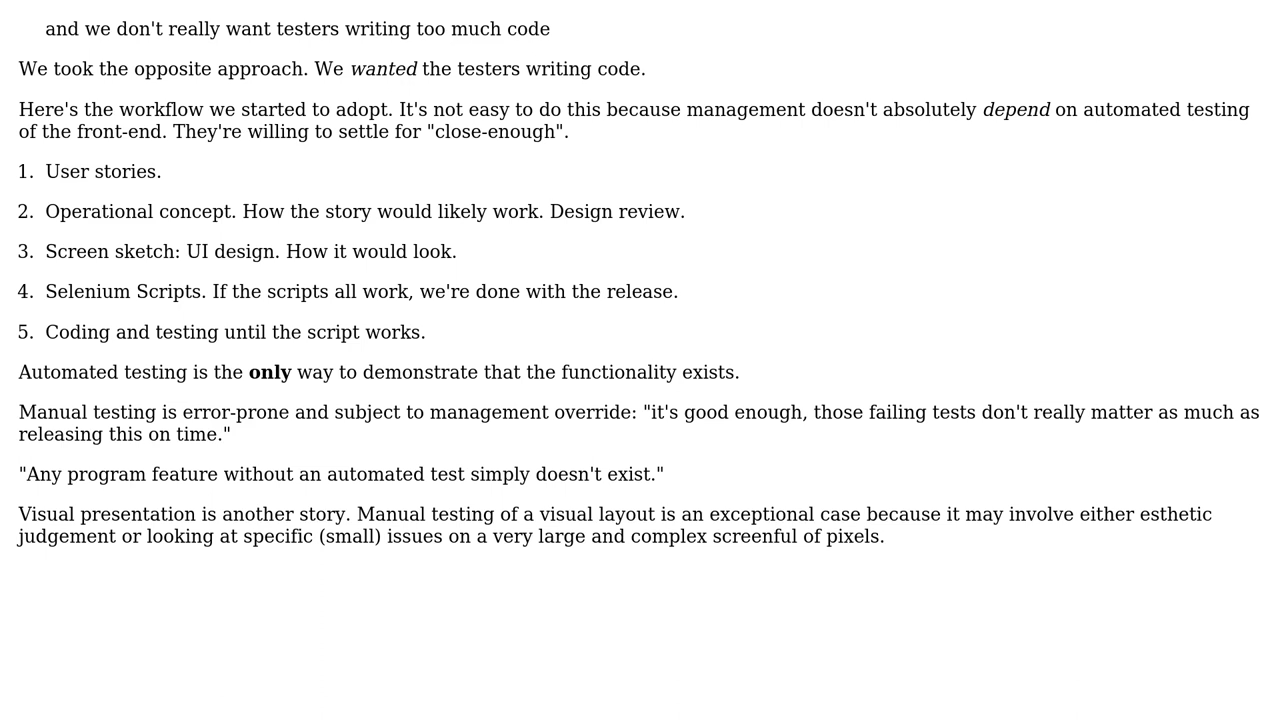 and we don't really want testers writing too much code
We took the opposite approach. We wanted the testers writing code.
Here's the workflow we started to adopt. It's not easy to do this because management doesn't absolutely depend on automated testing
of the front-end. They're willing to settle for "close-enough".
1. User stories.
2. Operational concept. How the story would likely work. Design review.
3. Screen sketch: UI design. How it would look.
4. Selenium Scripts. If the scripts all work, we're done with the release.
5. Coding and testing until the script works.
Automated testing is the only way to demonstrate that the functionality exists.
Manual testing is error-prone and subject to management override: "it's good enough, those failing tests don't really matter as much as
releasing this on time."
"Any program feature without an automated test simply doesn't exist."
Visual presentation is another story. Manual testing of a visual layout is an exceptional case because it may involve either esthetic
judgement or looking at specific (small) issues on a very large and complex screenful of pixels.